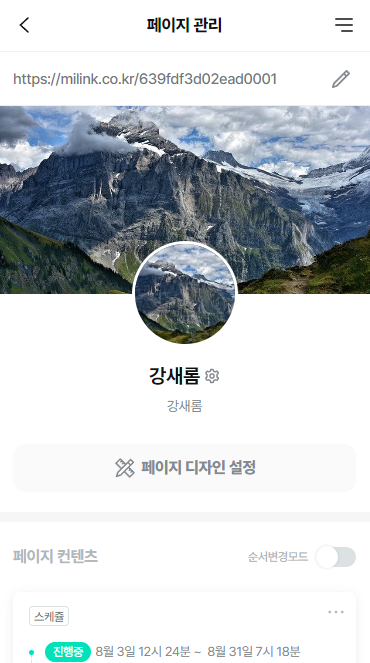 페이지 관리
https://milink.co.kr/639fdf3d02ead0001
강새롬
강새롬
페이지 디자인 설정
페이지 컨텐츠
순서변경모드
스케쥴
진행중 8월 3일 12시 24분 ~ 8월 31일 7시 18분